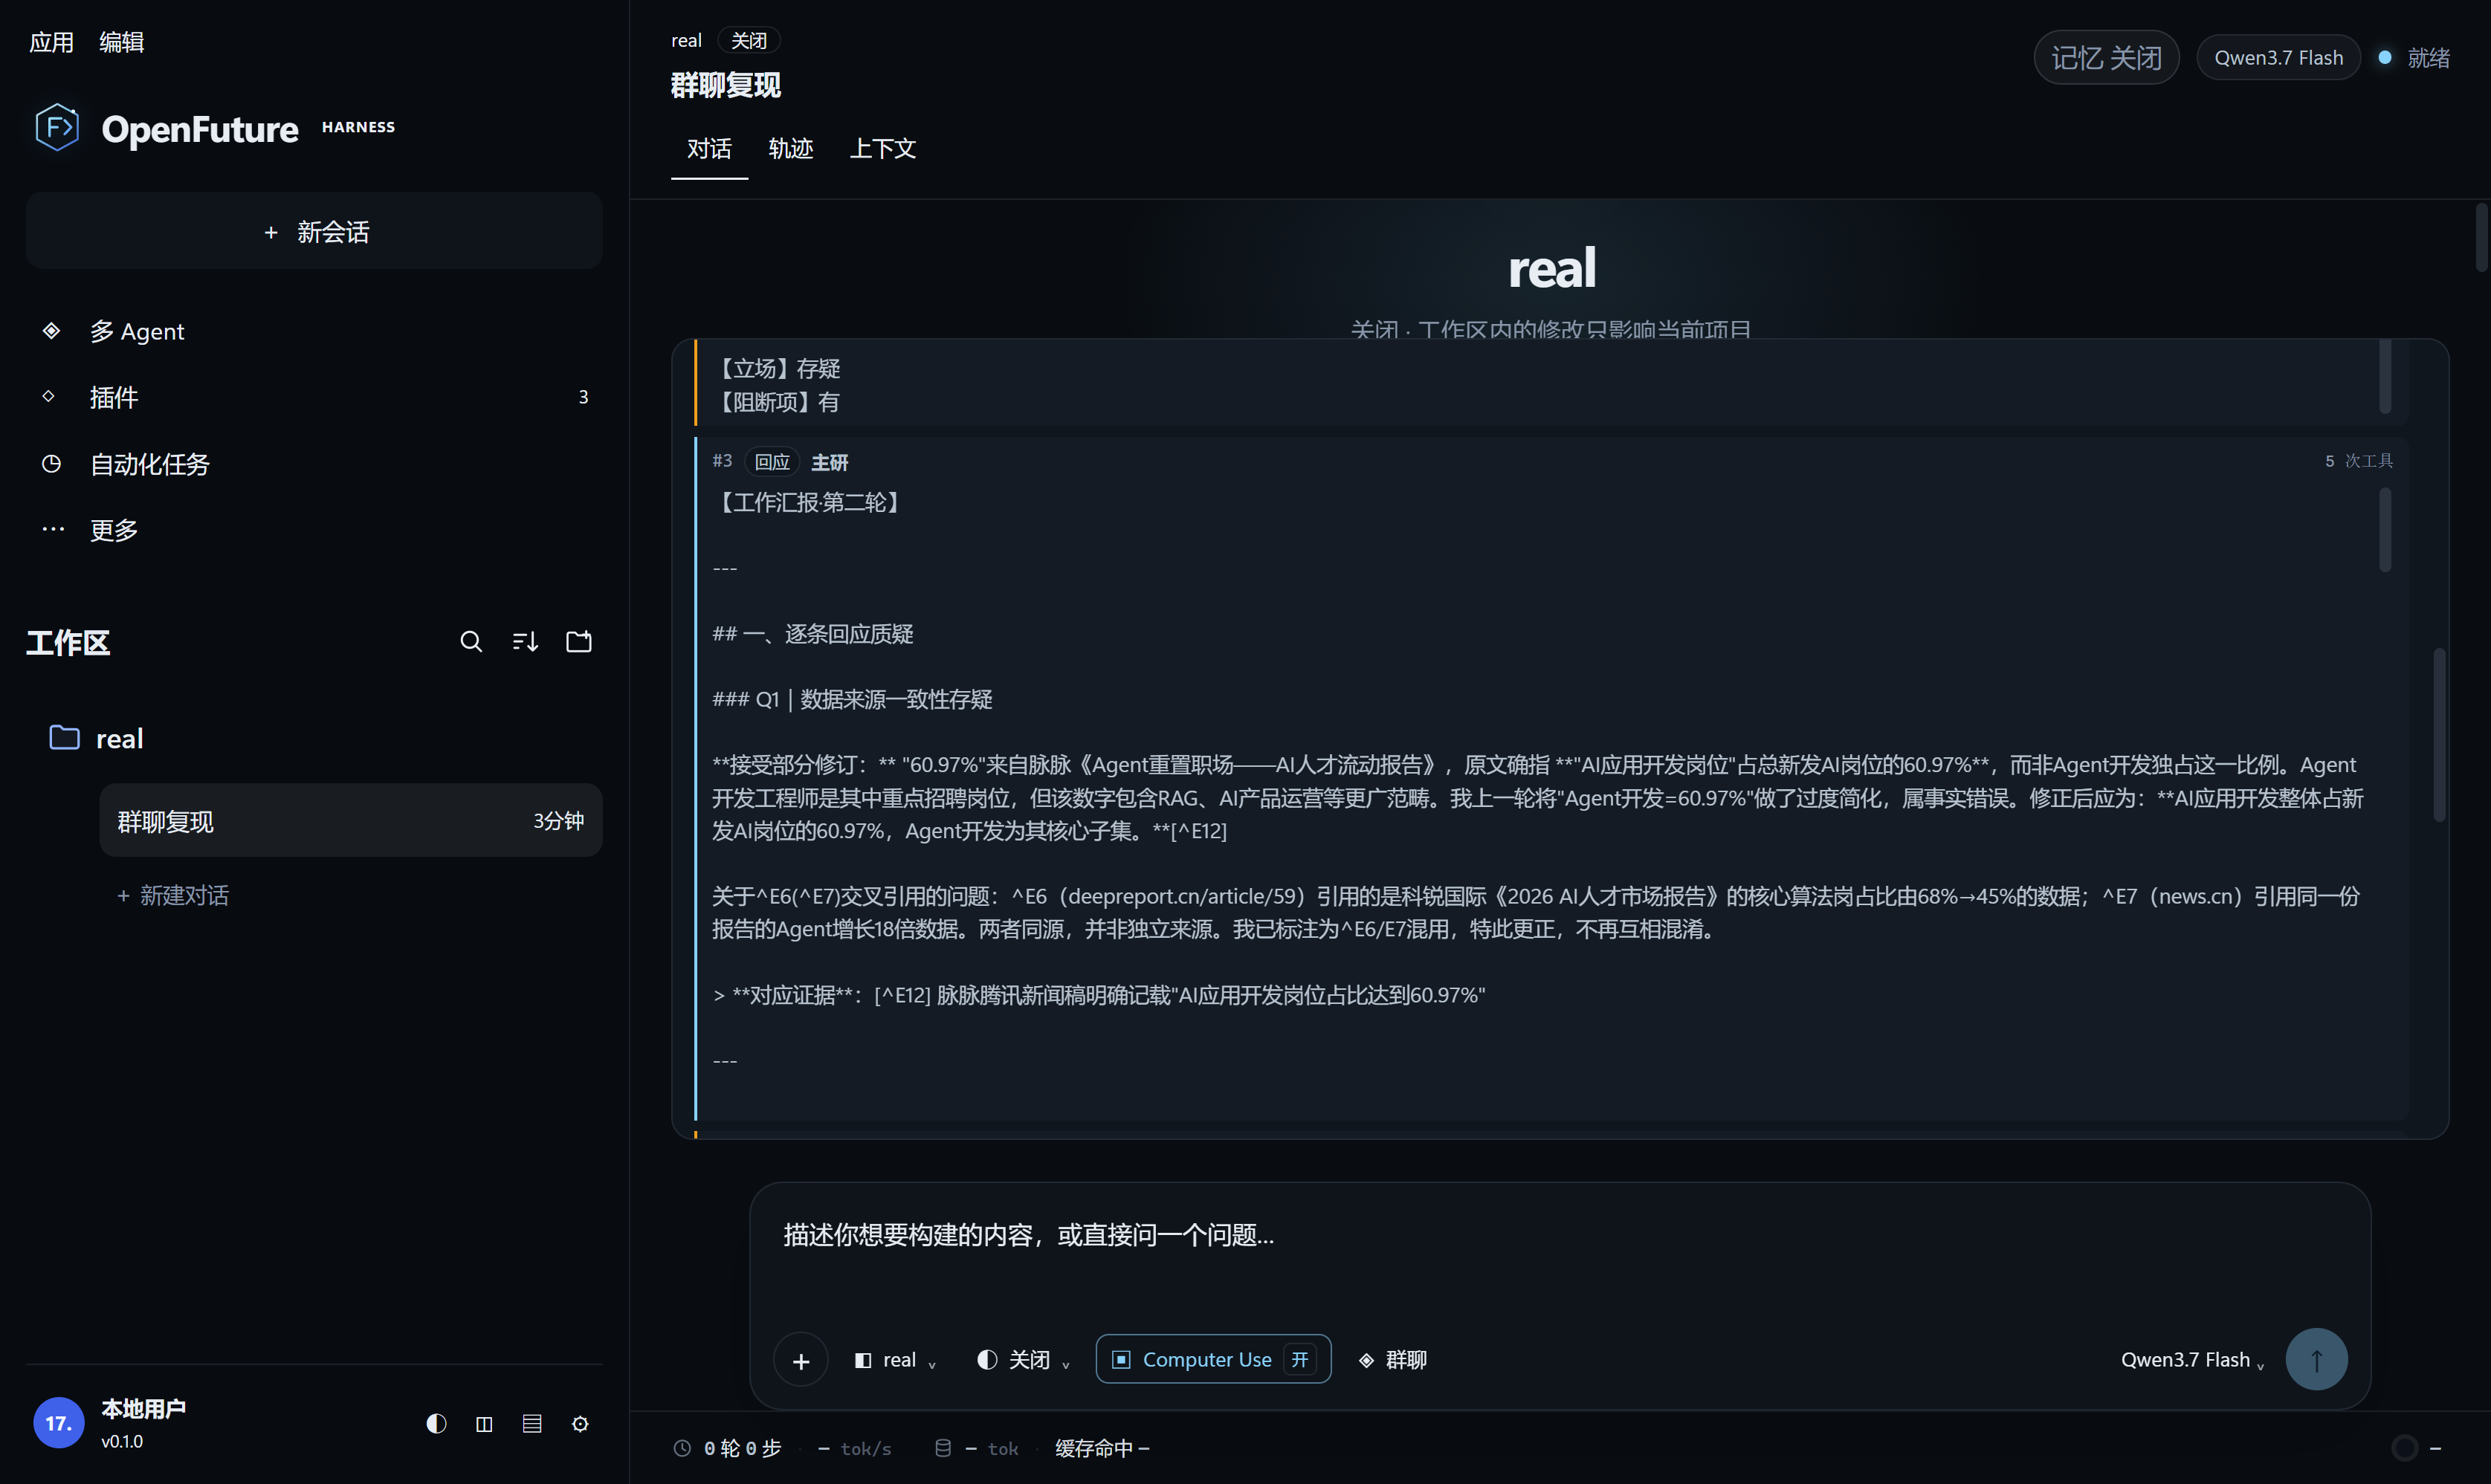 应用 编辑
OpenFuture HARNESS
+ 新会话
多 Agent
插件 3
自动化任务
更多
工作区
real
群聊复现 3分钟
+ 新建对话
17. 本地用户
v0.1.0
real 关闭
群聊复现
记忆 关闭 Qwen3.7 Flash 就绪
对话 轨迹 上下文
real
关闭 · 工作区内的修改只影响当前项目
【立场】存疑
【阻断项】有
#3 回应 主研 5 次工具
【工作汇报·第二轮】
---
## 一、逐条回应质疑
### Q1｜数据来源一致性存疑
**接受部分修订：** "60.97%"来自脉脉《Agent重置职场——AI人才流动报告》，原文确指 **"AI应用开发岗位"占总新发AI岗位的60.97%**，而非Agent开发独占这一比例。Agent
开发工程师是其中重点招聘岗位，但该数字包含RAG、AI产品运营等更广范畴。我上一轮将"Agent开发=60.97%"做了过度简化，属事实错误。修正后应为：**AI应用开发整体占新
发AI岗位的60.97%，Agent开发为其核心子集。**[^E12]
关于^E6(^E7)交叉引用的问题：^E6（deepreport.cn/article/59）引用的是科锐国际《2026 AI人才市场报告》的核心算法岗占比由68%→45%的数据；^E7（news.cn）引用同一份
报告的Agent增长18倍数据。两者同源，并非独立来源。我已标注为^E6/E7混用，特此更正，不再互相混淆。
> **对应证据**：[^E12] 脉脉腾讯新闻稿明确记载"AI应用开发岗位占比达到60.97%"
---
描述你想要构建的内容，或直接问一个问题...
+ real 关闭 Computer Use 开 群聊 Qwen3.7 Flash ↑
0 轮 0 步 · — tok/s — tok · 缓存命中 — —